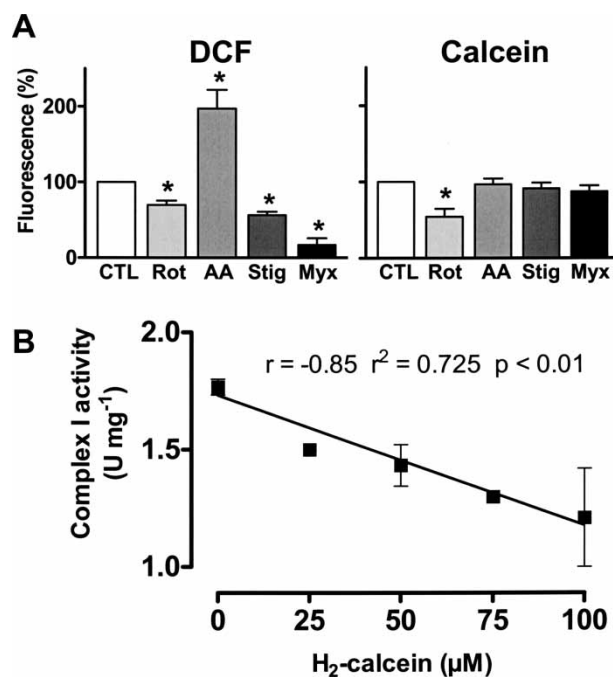 A
DCF Calcein
Fluorescence (%)
200
100
0
CTL Rot AA Stig Myx CTL Rot AA Stig Myx
* * * * *
B
r = -0.85 r² = 0.725 p < 0.01
Complex I activity
(U mg⁻¹)
2.0
1.5
1.0
0 25 50 75 100
H₂-calcein (µM)